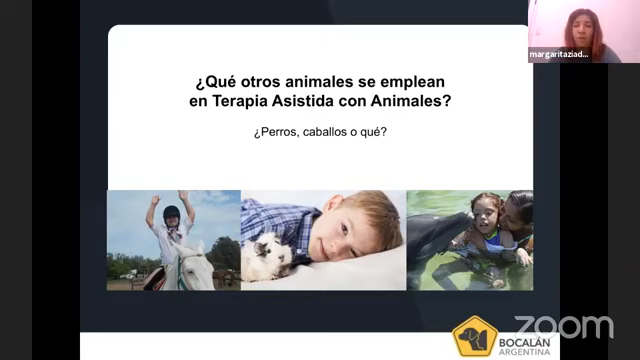 margaritaziad...
¿Qué otros animales se emplean
en Terapia Asistida con Animales?
¿Perros, caballos o qué?
BOCALÁN
ARGENTINA
zoom